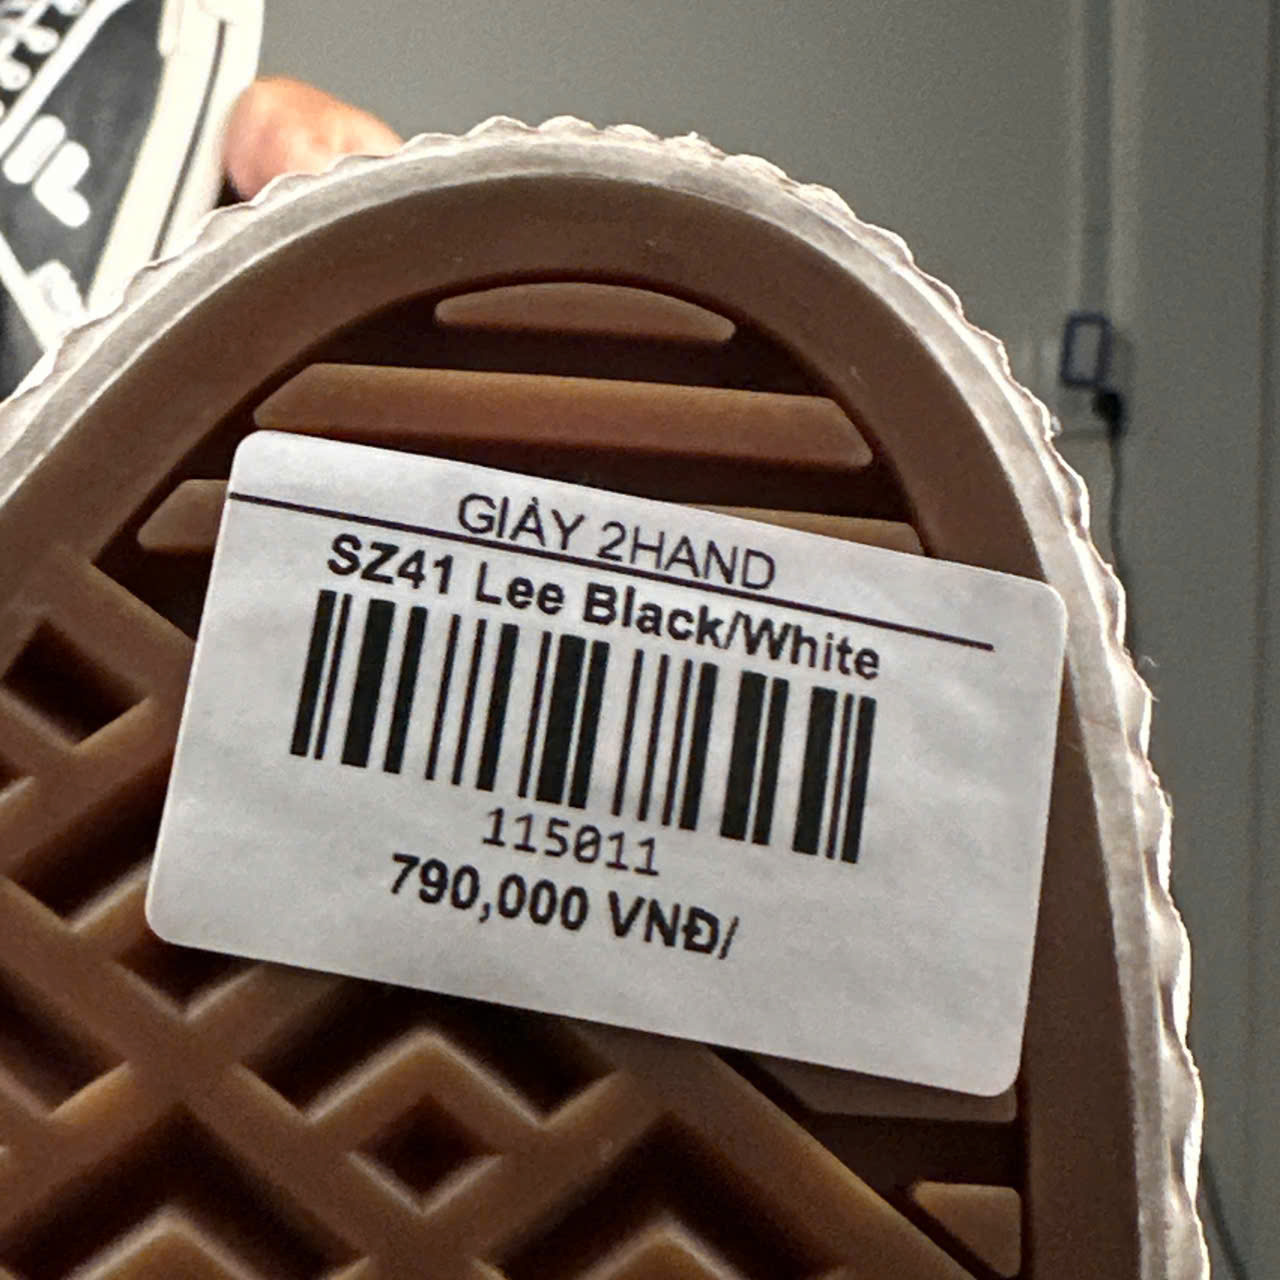 GIÀY 2HAND
SZ41 Lee Black/White
115011
790,000 VNĐ/